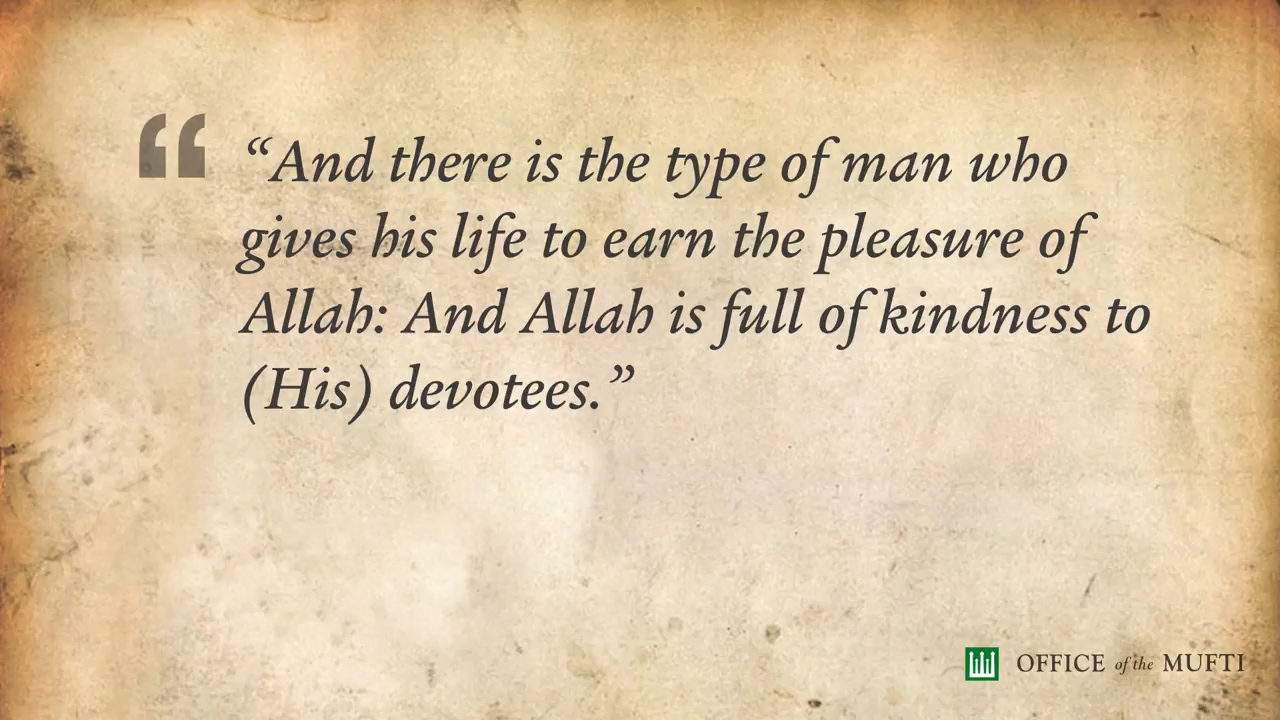 “And there is the type of man who
gives his life to earn the pleasure of
Allah: And Allah is full of kindness to
(His) devotees.”
OFFICE of the MUFTI